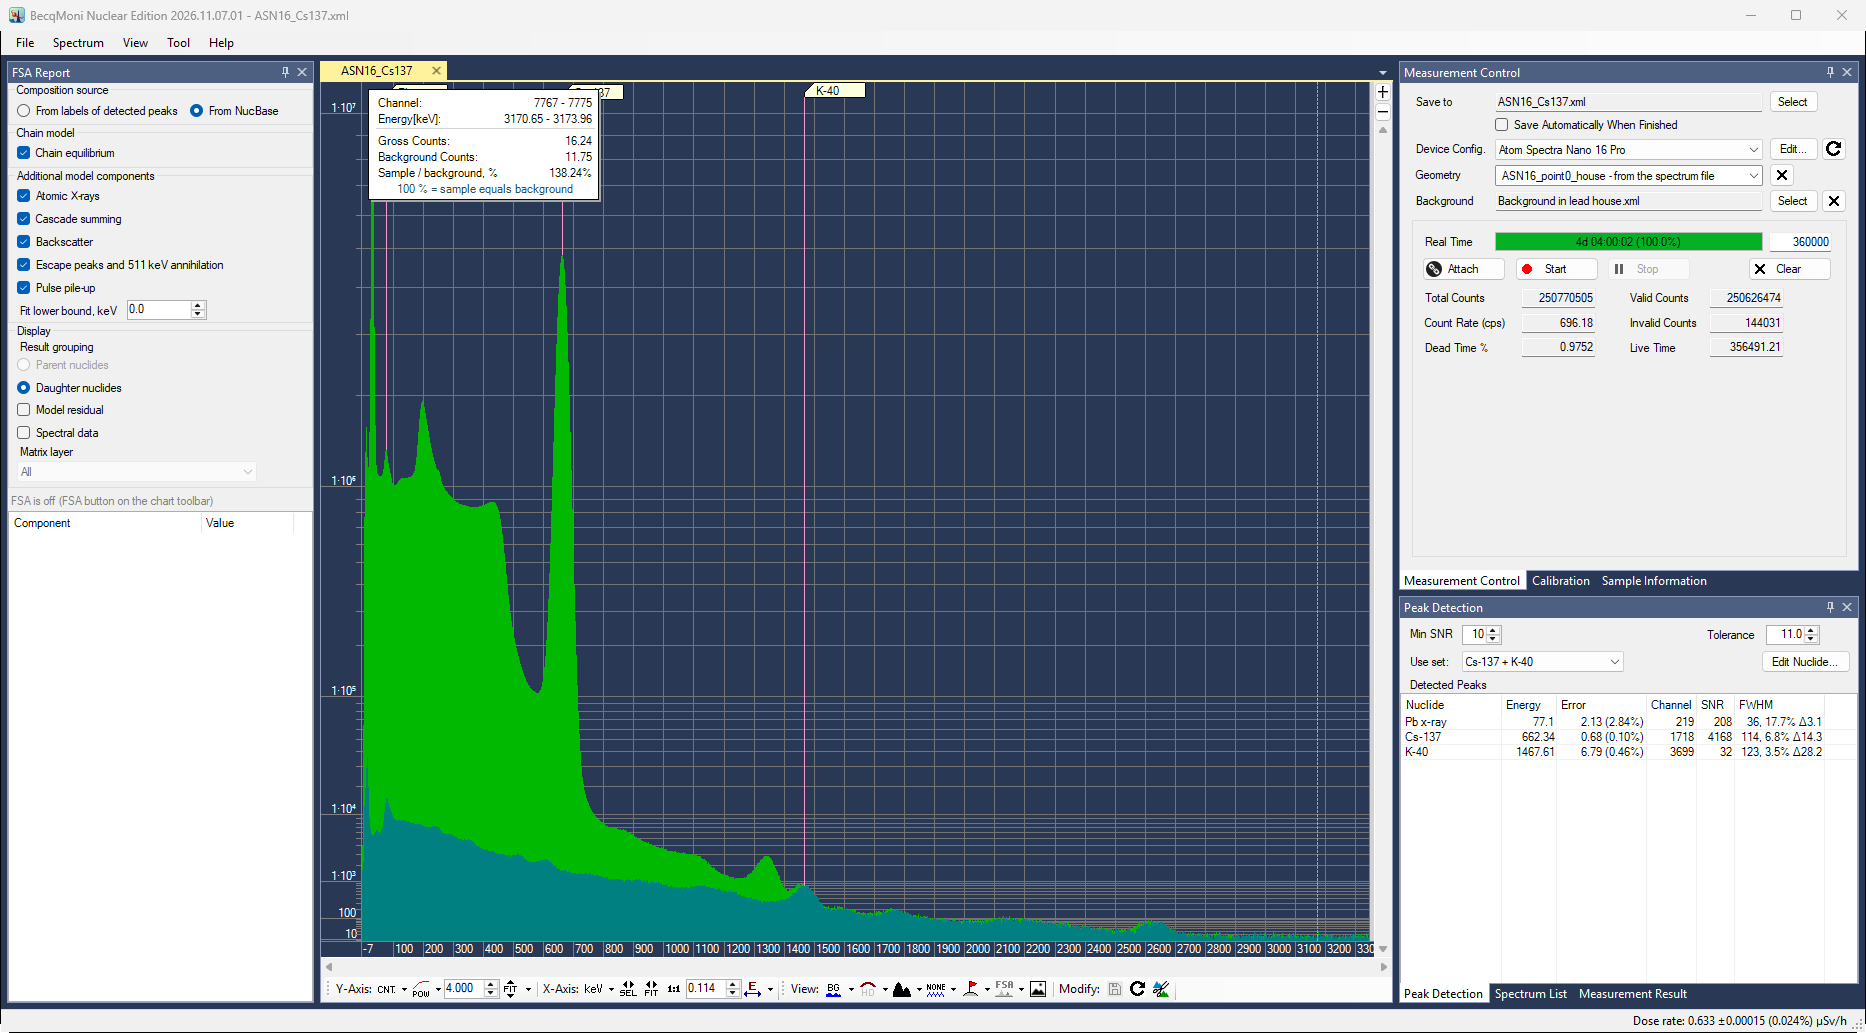 BecqMoni Nuclear Edition 2026.11.07.01 - ASN16_Cs137.xml
File Spectrum View Tool Help
FSA Report
Composition source
From labels of detected peaks From NucBase
Chain model
Chain equilibrium
Additional model components
Atomic X-rays
Cascade summing
Backscatter
Escape peaks and 511 keV annihilation
Pulse pile-up
Fit lower bound, keV 0.0
Display
Result grouping
Parent nuclides
Daughter nuclides
Model residual
Spectral data
Matrix layer
All
FSA is off (FSA button on the chart toolbar)
Component Value
ASN16_Cs137
37
K-40
Channel: 7767 - 7775
Energy[keV]: 3170.65 - 3173.96
Gross Counts: 16.24
Background Counts: 11.75
Sample / background, % 138.24%
100 % = sample equals background
1·10⁷
1·10⁶
1·10⁵
1·10⁴
1·10³
100
10
-7 100 200 300 400 500 600 700 800 900 1000 1100 1200 1300 1400 1500 1600 1700 1800 1900 2000 2100 2200 2300 2400 2500 2600 2700 2800 2900 3000 3100 3200 330
Y-Axis: CNT. POW 4.000 FIT X-Axis: keV SEL FIT 1:1 0.114 E View: BG HD NONE FSA Modify:
Measurement Control
Save to ASN16_Cs137.xml Select
Save Automatically When Finished
Device Config. Atom Spectra Nano 16 Pro Edit...
Geometry ASN16_point0_house - from the spectrum file
Background Background in lead house.xml Select
Real Time 4d 04:00:02 (100.0%) 360000
Attach Start Stop Clear
Total Counts 250770505 Valid Counts 250626474
Count Rate (cps) 696.18 Invalid Counts 144031
Dead Time % 0.9752 Live Time 356491.21
Measurement Control Calibration Sample Information
Peak Detection
Min SNR 10 Tolerance 11.0
Use set: Cs-137 + K-40 Edit Nuclide...
Detected Peaks
Nuclide Energy Error Channel SNR FWHM
Pb x-ray 77.1 2.13 (2.84%) 219 208 36, 17.7% Δ3.1
Cs-137 662.34 0.68 (0.10%) 1718 4168 114, 6.8% Δ14.3
K-40 1467.61 6.79 (0.46%) 3699 32 123, 3.5% Δ28.2
Peak Detection Spectrum List Measurement Result
Dose rate: 0.633 ±0.00015 (0.024%) µSv/h